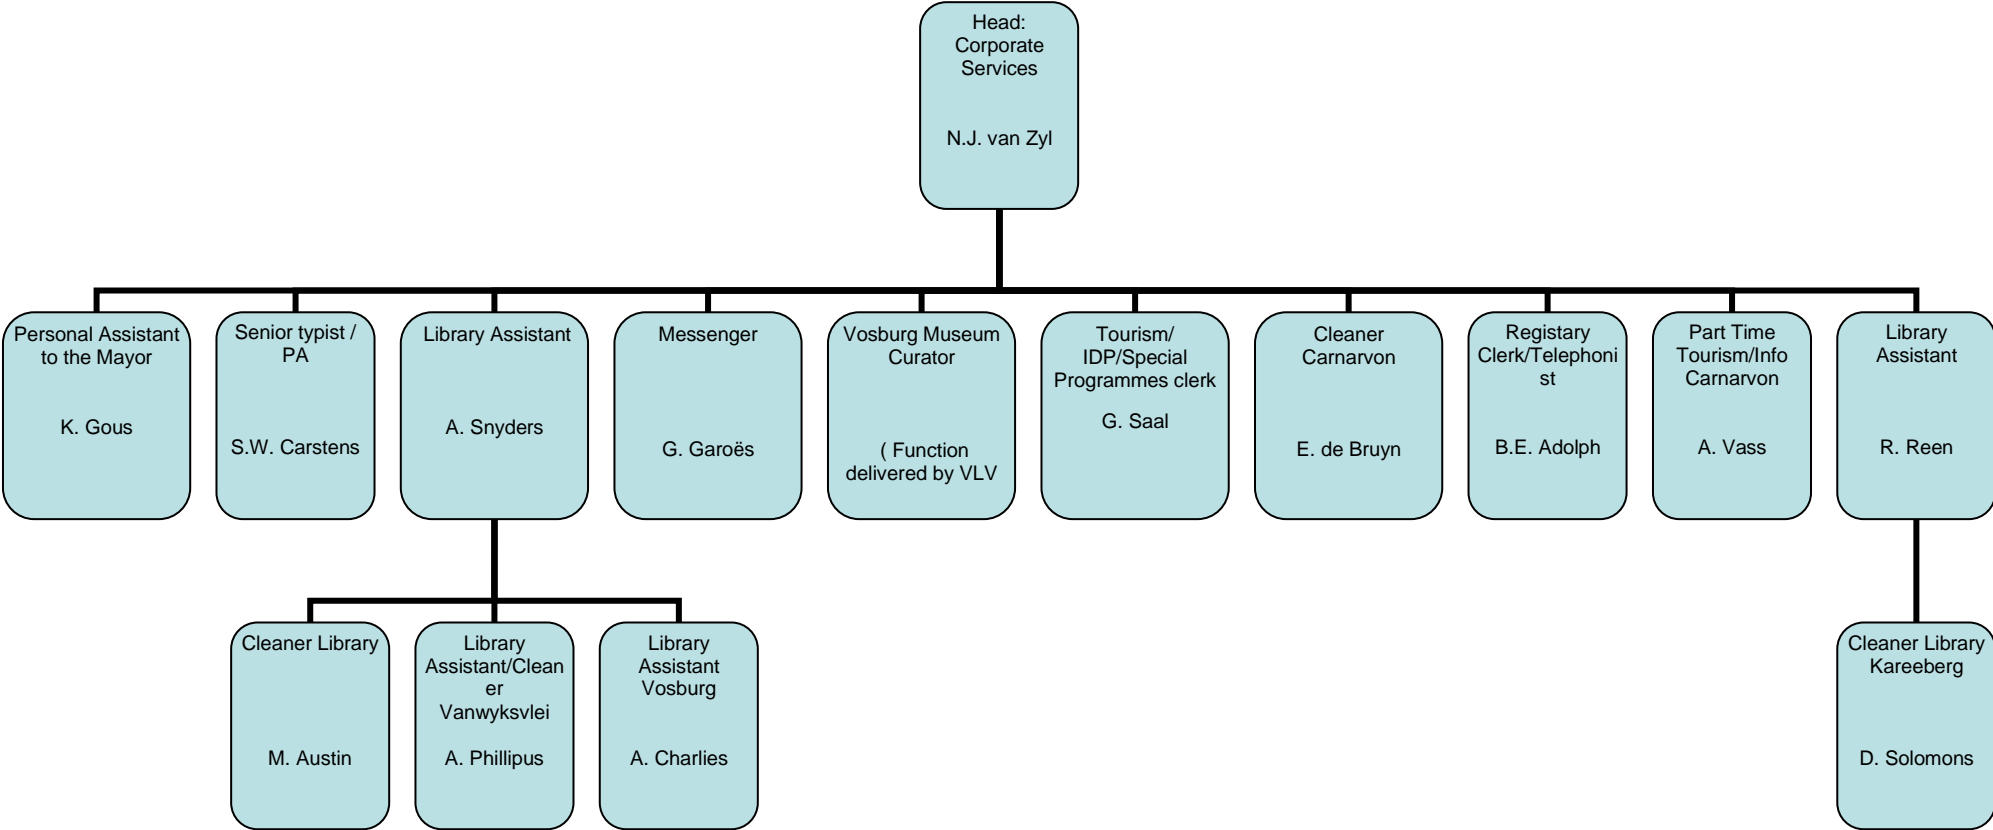 Head:
Corporate
Services
N.J. van Zyl
Personal Assistant
to the Mayor
K. Gous
Senior typist /
PA
S.W. Carstens
Library Assistant
A. Snyders
Messenger
G. Garoës
Vosburg Museum
Curator
( Function
delivered by VLV
Tourism/
IDP/Special
Programmes clerk
G. Saal
Cleaner
Carnarvon
E. de Bruyn
Registary
Clerk/Telephoni
st
B.E. Adolph
Part Time
Tourism/Info
Carnarvon
A. Vass
Library
Assistant
R. Reen
Cleaner Library
M. Austin
Library
Assistant/Clean
er
Vanwyksvlei
A. Phillipus
Library
Assistant
Vosburg
A. Charlies
Cleaner Library
Kareeberg
D. Solomons